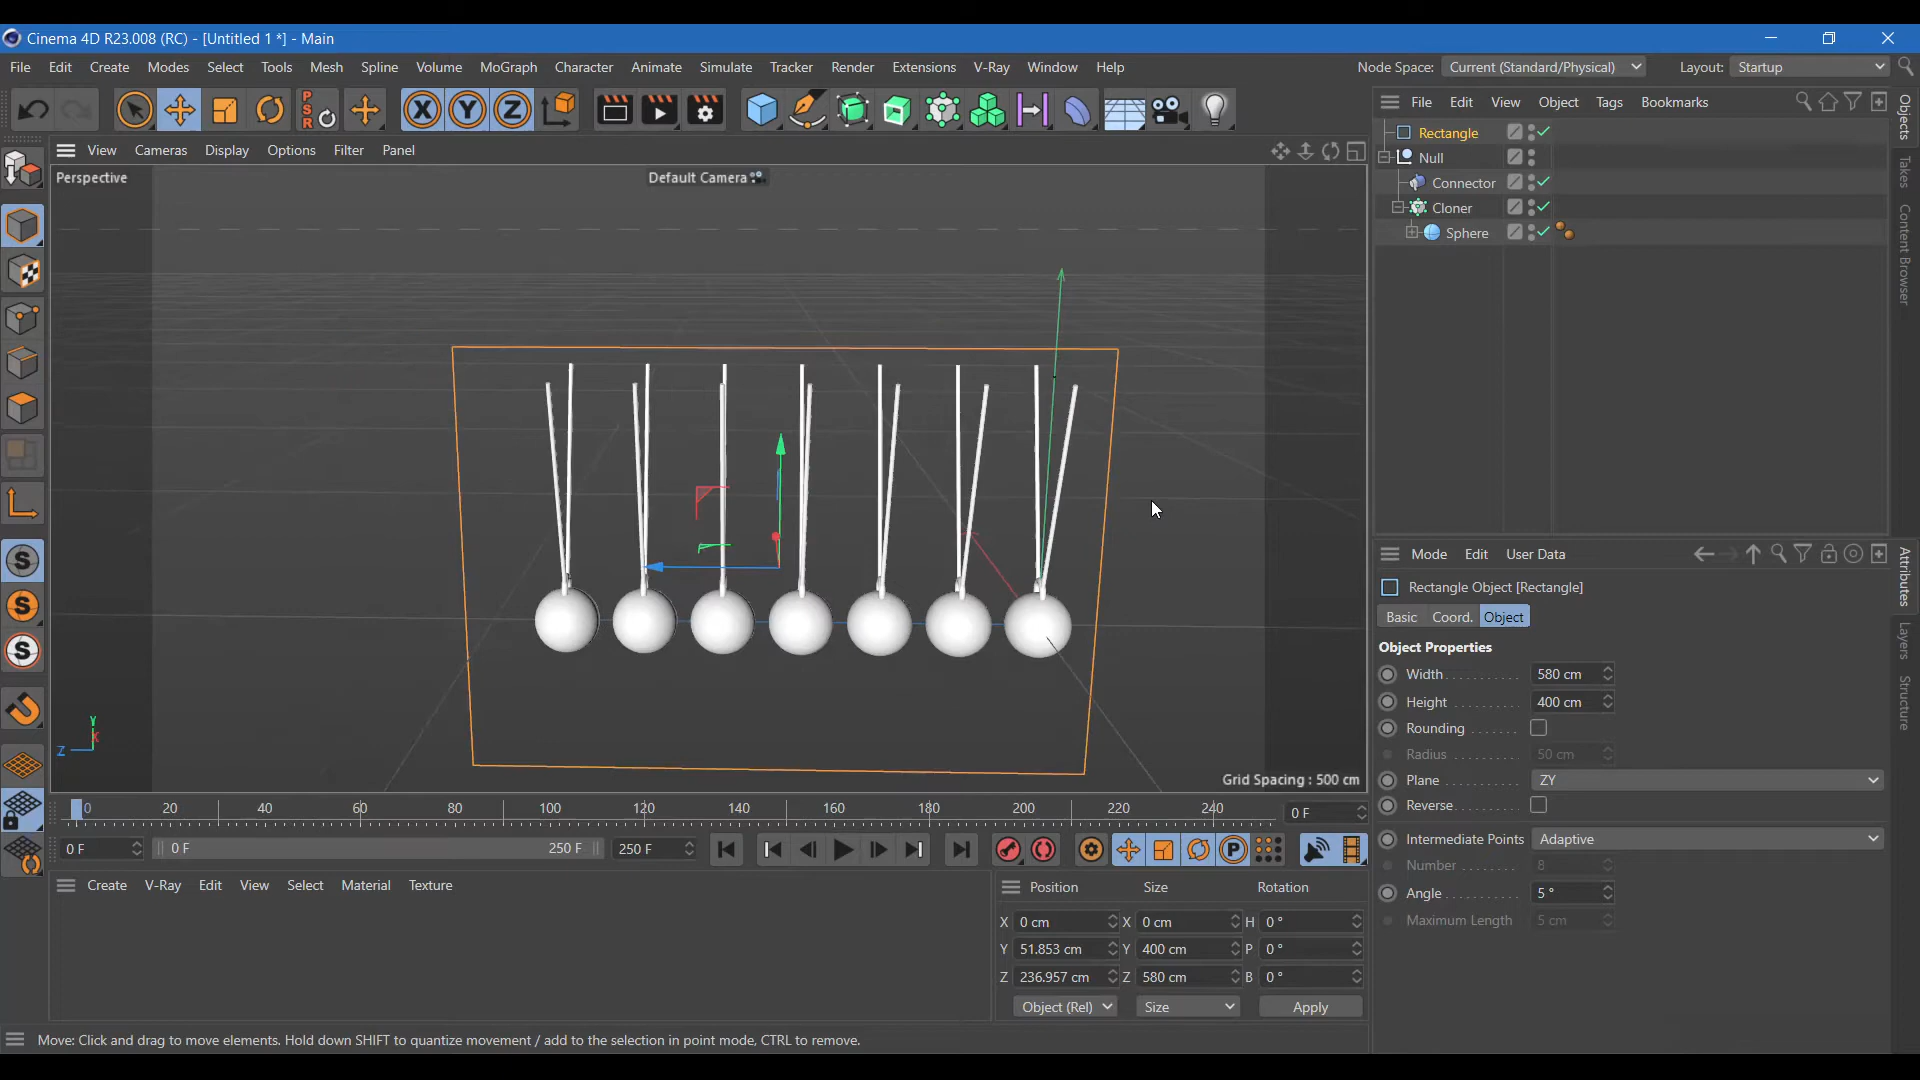 Cinema 4D R23.008 (RC) - [Untitled 1 *] - Main
File Edit Create Modes Select Tools Mesh Spline Volume MoGraph Character Animate Simulate Tracker Render Extensions V-Ray Window Help Node Space: Current (Standard/Physical) Layout: Startup
X Y Z
PSR
File Edit View Object Tags Bookmarks
View Cameras Display Options Filter Panel
Perspective
Default Camera
Rectangle
Null
Connector
Cloner
Sphere
Objects
Takes
Content Browser
Mode Edit User Data
Attributes
Layers
Structure
Rectangle Object [Rectangle]
Basic Coord. Object
Object Properties
Width 580 cm
Height 400 cm
Rounding
Radius 50 cm
Plane ZY
Reverse
Intermediate Points Adaptive
Number 8
Angle 5 °
Maximum Length 5 cm
S
S
S
Y
X
Z
Grid Spacing : 500 cm
0 20 40 60 80 100 120 140 160 180 200 220 240 0 F
0 F 0 F 250 F 250 F
P
Create V-Ray Edit View Select Material Texture
Position Size Rotation
X 0 cm X 0 cm H 0 °
Y 51.853 cm Y 400 cm P 0 °
Z 236.957 cm Z 580 cm B 0 °
Object (Rel) Size Apply
Move: Click and drag to move elements. Hold down SHIFT to quantize movement / add to the selection in point mode, CTRL to remove.